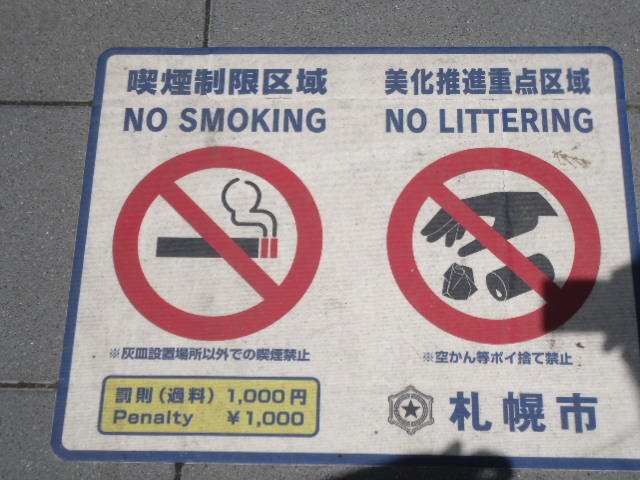 喫煙制限区域
NO SMOKING
※灰皿設置場所以外での喫煙禁止
罰則(過料) 1,000円
Penalty ¥1,000
美化推進重点区域
NO LITTERING
※空かん等ポイ捨て禁止
札幌市